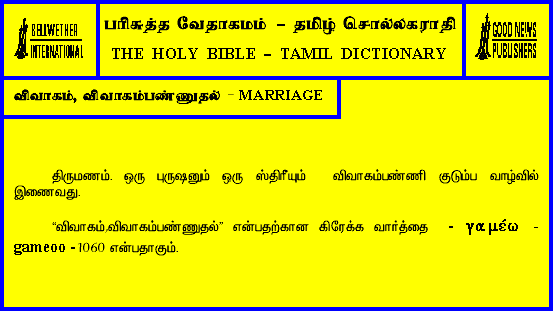 BELLWETHER
INTERNATIONAL
பரிசுத்த வேதாகமம் – தமிழ் சொல்லகராதி
THE HOLY BIBLE – TAMIL DICTIONARY
GOOD NEWS
PUBLISHERS
விவாகம், விவாகம்பண்ணுதல் – MARRIAGE
திருமணம். ஒரு புருஷனும் ஒரு ஸ்திரீயும் விவாகம்பண்ணி குடும்ப வாழ்வில்
இணைவது.
“விவாகம்,விவாகம்பண்ணுதல்” என்பதற்கான கிரேக்க வார்த்தை - γαμέω -
gameoo - 1060 என்பதாகும்.